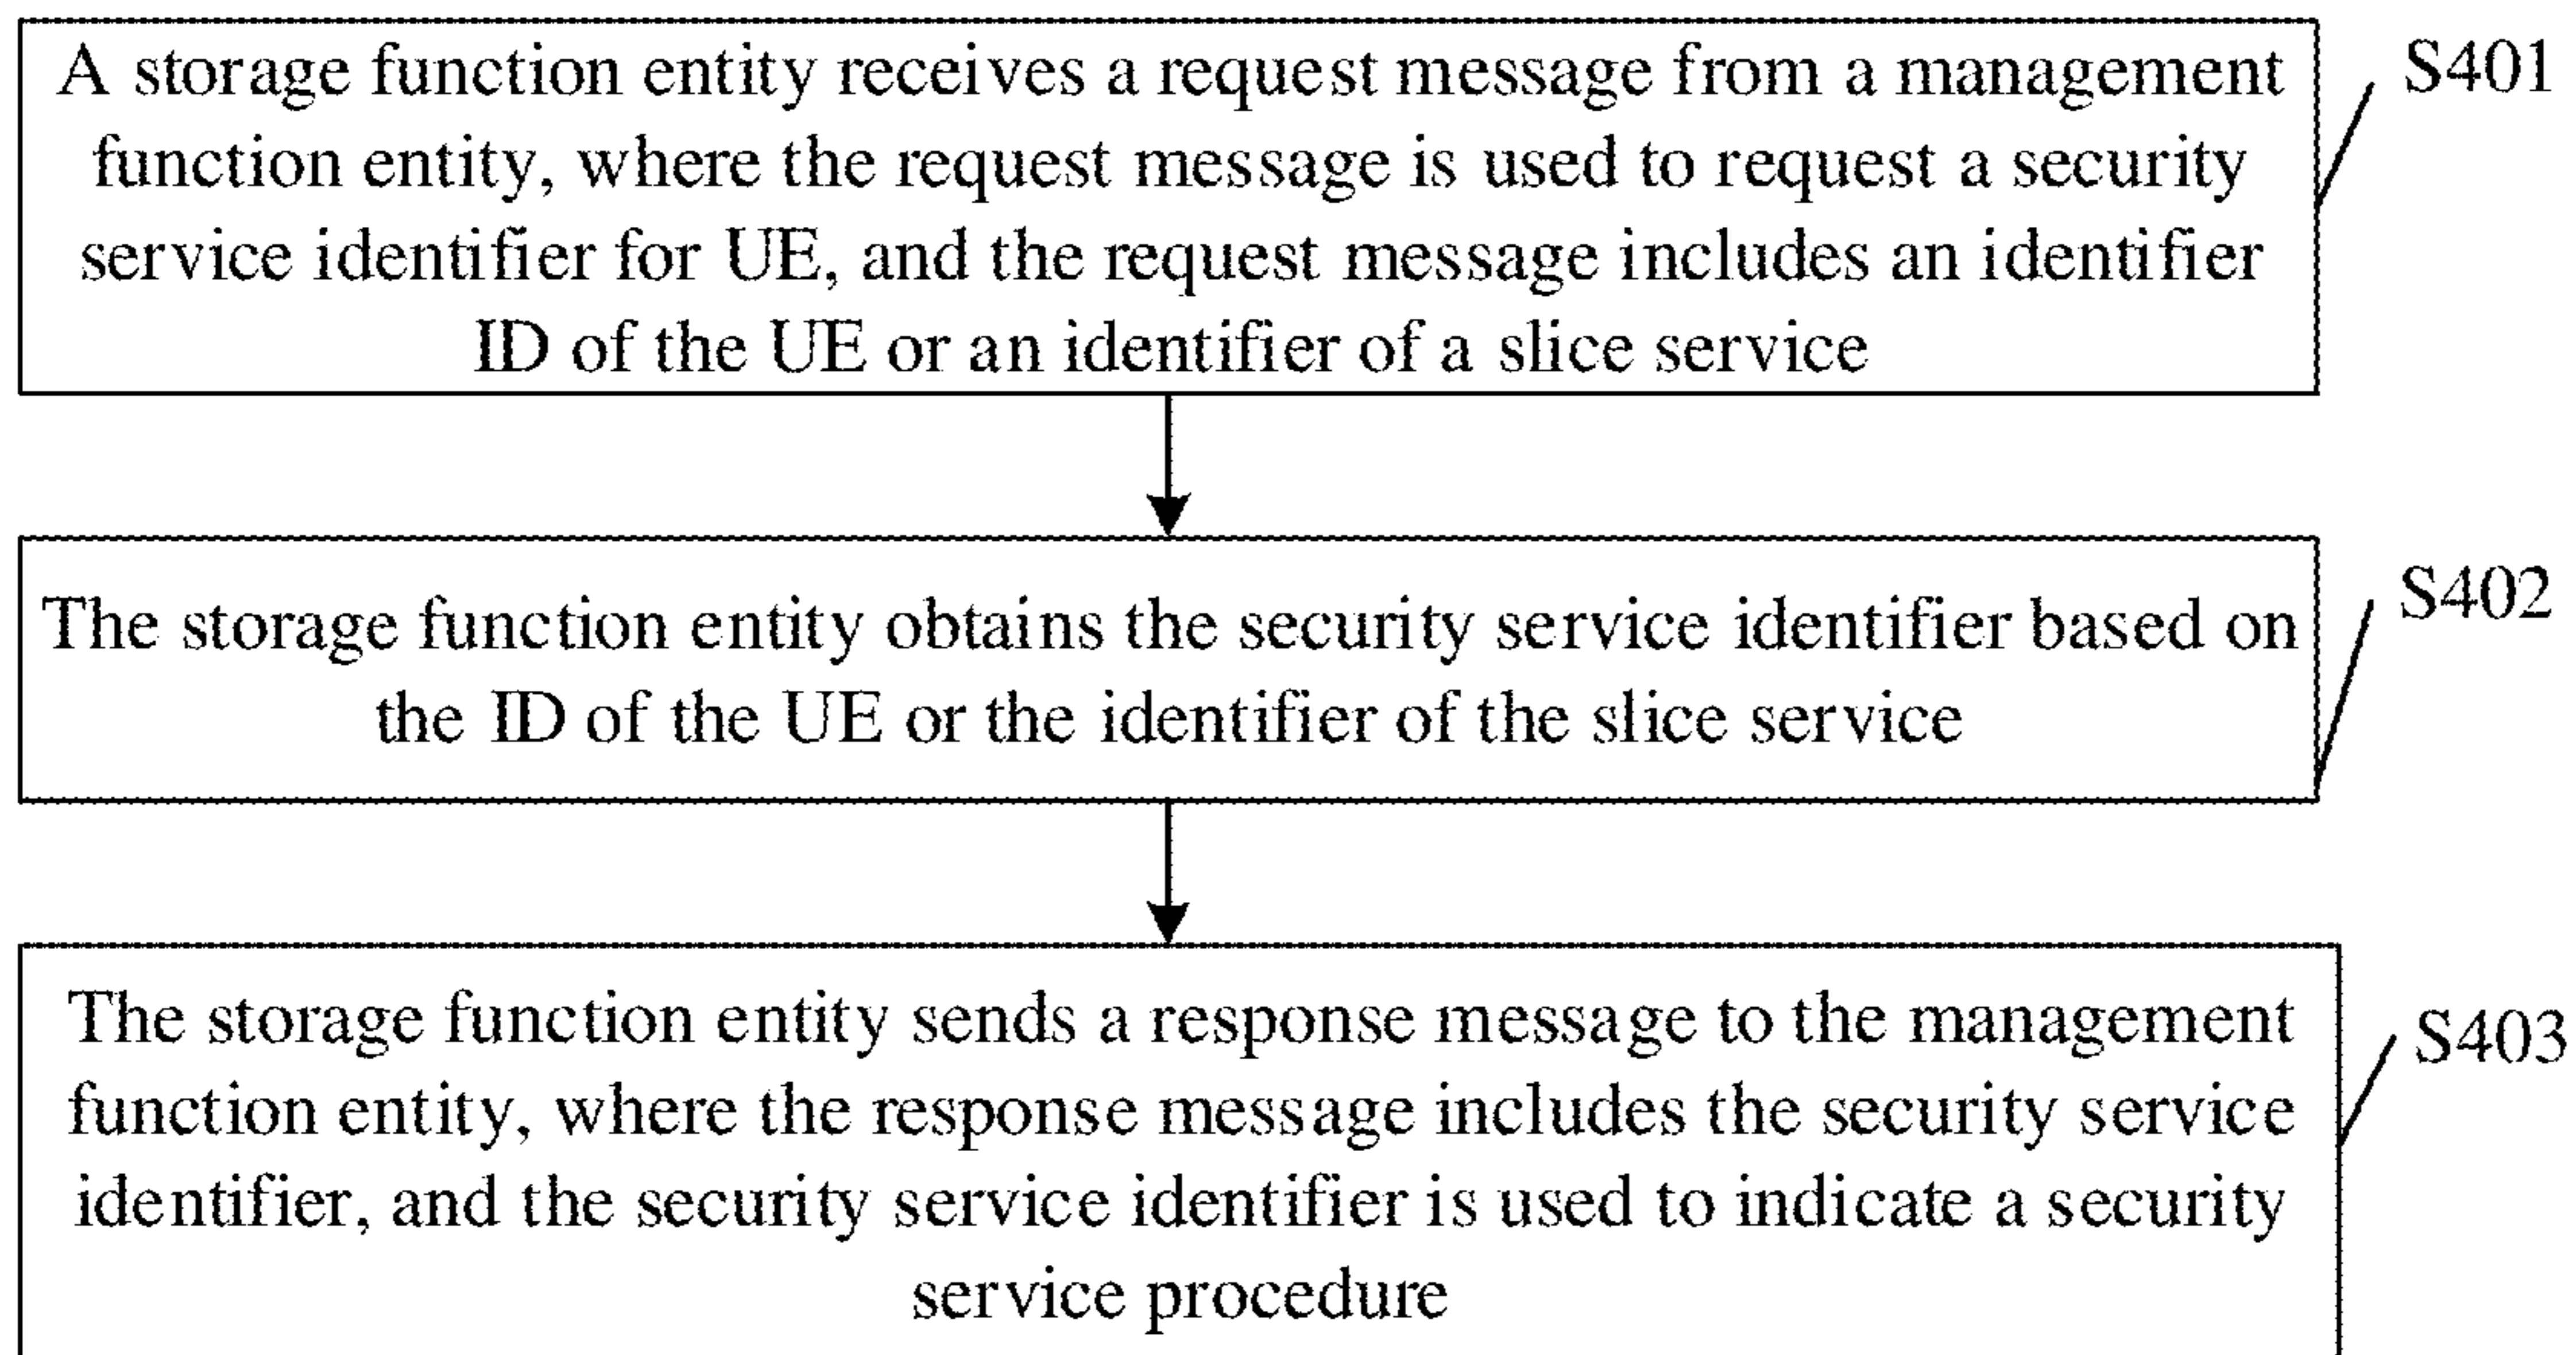 A storage function entity receives a request message from a management
function entity, where the request message is used to request a security
service identifier for UE, and the request message includes an identifier
ID of the UE or an identifier of a slice service
S401
The storage function entity obtains the security service identifier based on
the ID of the UE or the identifier of the slice service
S402
The storage function entity sends a response message to the management
function entity, where the response message includes the security service
identifier, and the security service identifier is used to indicate a security
service procedure
S403